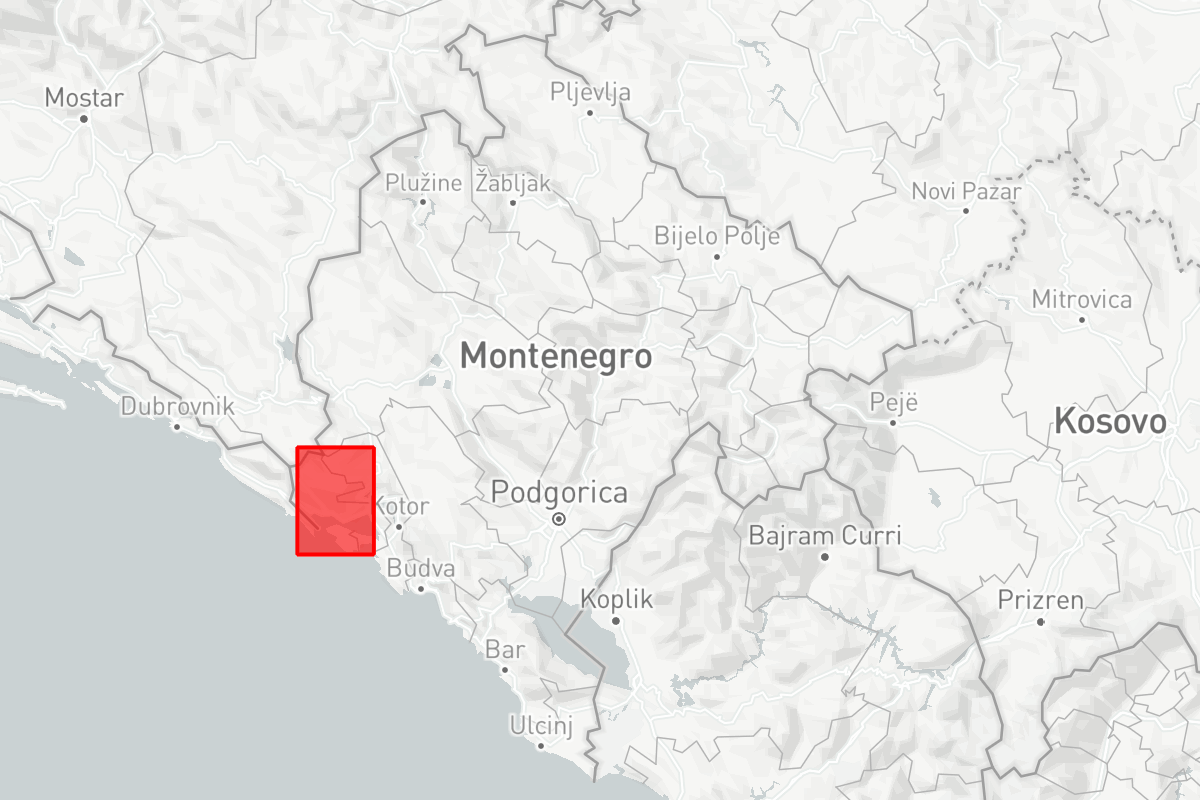 Mostar
Pljevlja
Plužine
Žabljak
Novi Pazar
Bijelo Polje
Mitrovica
Montenegro
Dubrovnik
Pejë
Kosovo
Podgorica
Kotor
Bajram Curri
Budva
Koplik
Prizren
Bar
Ulcinj